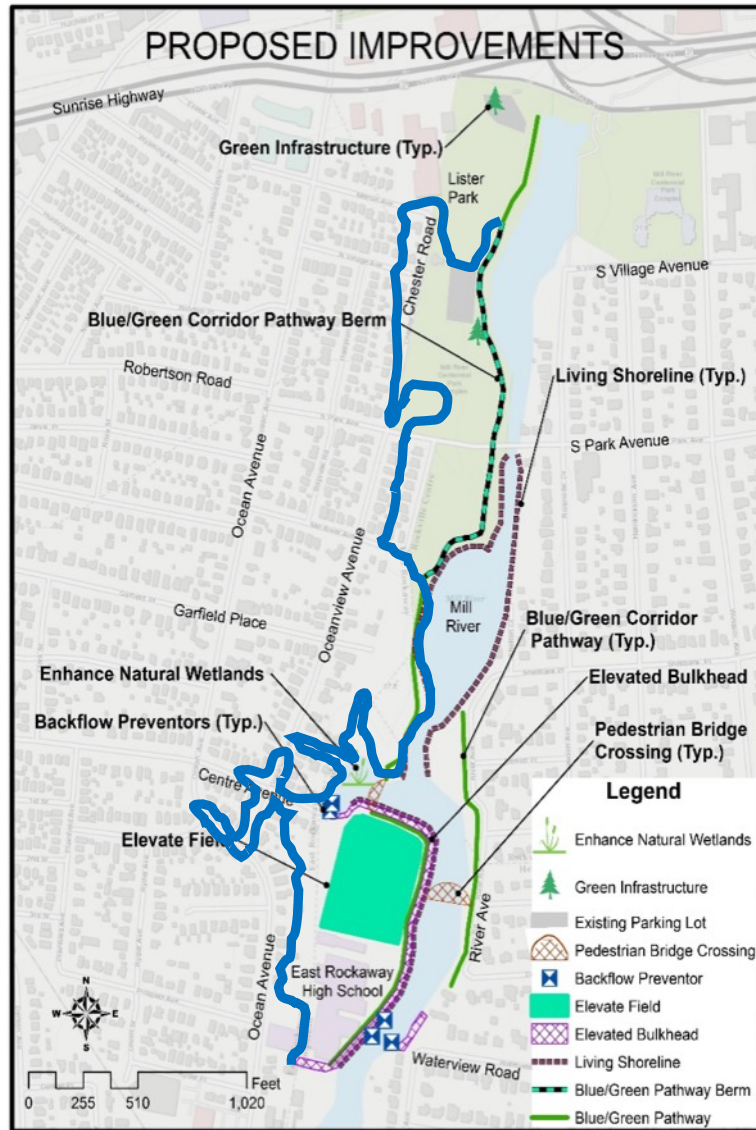 PROPOSED IMPROVEMENTS
Sunrise Highway
Green Infrastructure (Typ.)
Lister
Park
Chester Road
S Village Avenue
Blue/Green Corridor Pathway Berm
Robertson Road
Living Shoreline (Typ.)
S Park Avenue
Ocean Avenue
Oceanview Avenue
Garfield Place
Mill
River
Blue/Green Corridor
Pathway (Typ.)
Enhance Natural Wetlands
Elevated Bulkhead
Backflow Preventors (Typ.)
Pedestrian Bridge
Crossing (Typ.)
Centre Avenue
Elevate Field
River Ave
Ocean Avenue
East Rockaway
High School
Waterview Road
Legend
Enhance Natural Wetlands
Green Infrastructure
Existing Parking Lot
Pedestrian Bridge Crossing
Backflow Preventor
Elevate Field
Elevated Bulkhead
Living Shoreline
Blue/Green Pathway Berm
Blue/Green Pathway
N
W E
S
Feet
0 255 510 1,020